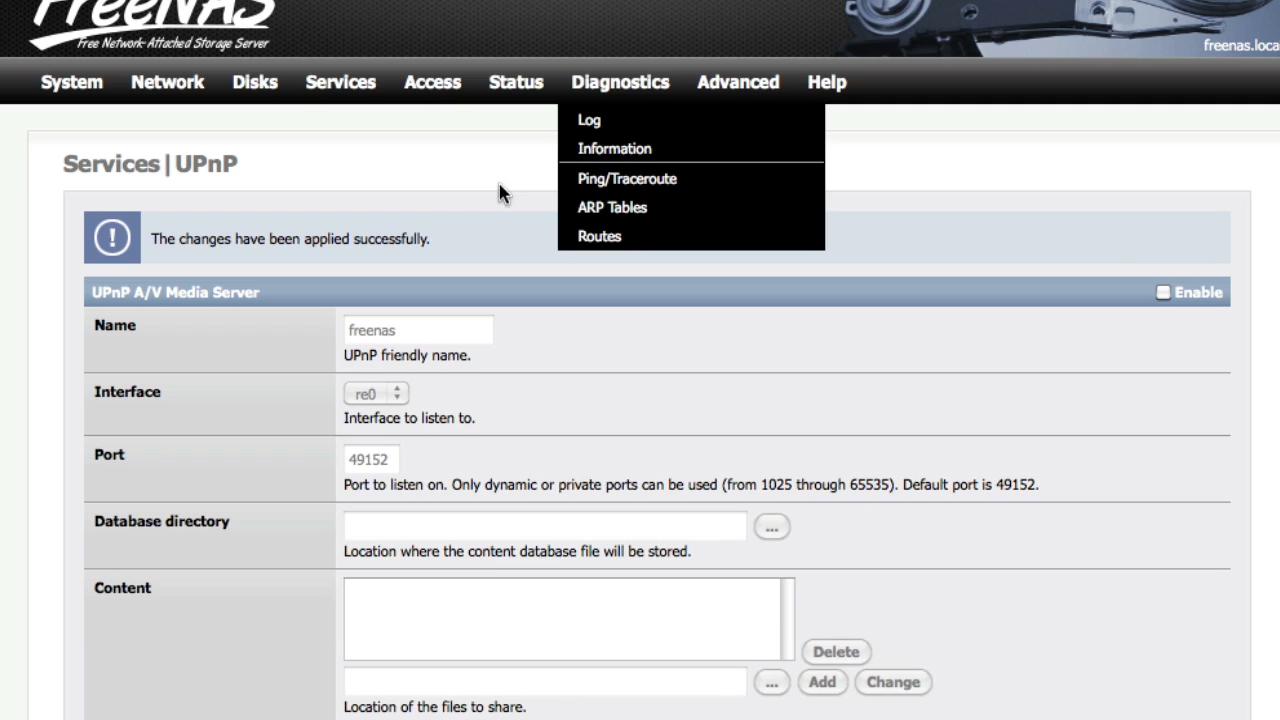 FreeNAS
Free Network-Attached Storage Server
freenas.loca
System Network Disks Services Access Status Diagnostics Advanced Help
Log
Information
Ping/Traceroute
ARP Tables
Routes
Services|UPnP
! The changes have been applied successfully.
UPnP A/V Media Server Enable
Name freenas
UPnP friendly name.
Interface re0
Interface to listen to.
Port 49152
Port to listen on. Only dynamic or private ports can be used (from 1025 through 65535). Default port is 49152.
Database directory ...
Location where the content database file will be stored.
Content
Delete
... Add Change
Location of the files to share.